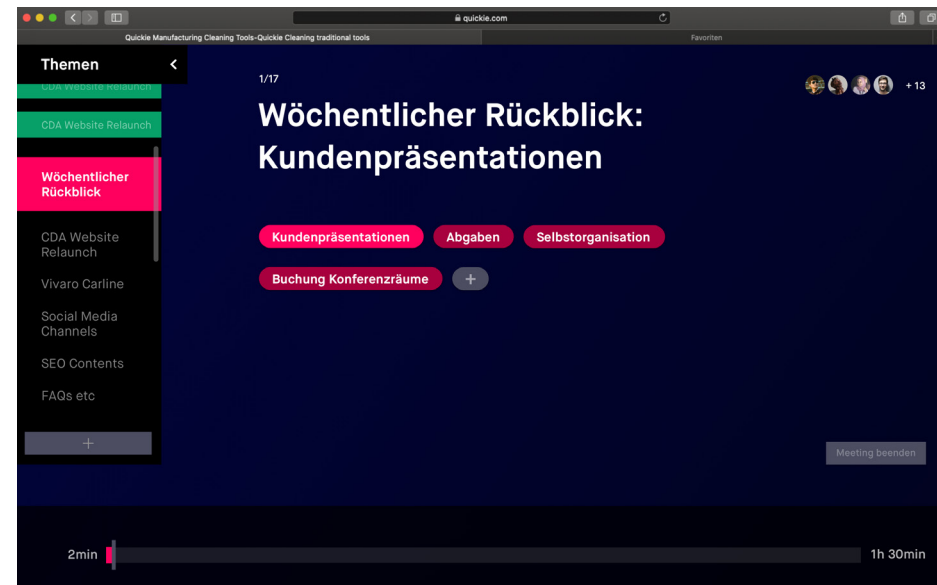 quickie.com
Quickie Manufacturing Cleaning Tools-Quickie Cleaning traditional tools
Favoriten
Themen
CDA Website Relaunch
CDA Website Relaunch
Wöchentlicher
Rückblick
CDA Website
Relaunch
Vivaro Carline
Social Media
Channels
SEO Contents
FAQs etc
+
1/17
+ 13
Wöchentlicher Rückblick:
Kundenpräsentationen
Kundenpräsentationen
Abgaben
Selbstorganisation
Buchung Konferenzräume
+
Meeting beenden
2min
1h 30min